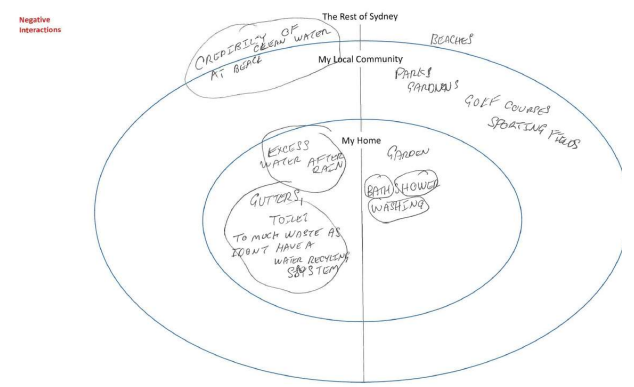 Negative
Interactions
The Rest of Sydney
CREDIBILTY OF
CLEAN WATER
AT BEACH
BEACHES
My Local Community
PARKS
GARDENS
GOLF COURSES
SPORTING FIELDS
My Home
EXCESS
WATER AFTER
RAIN
GARDEN
BATH SHOWER
WASHING
GUTTERS,
TOILET
TO MUCH WASTE AS
I DON'T HAVE A
WATER RECYCLING
SYSTEM